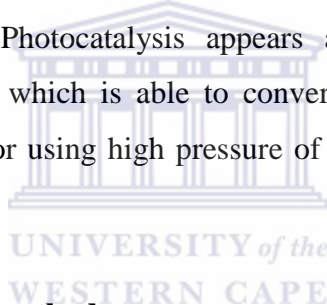 Photocatalysis appears a
which is able to conver
or using high pressure of
UNIVERSITY of the
WESTERN CAPE